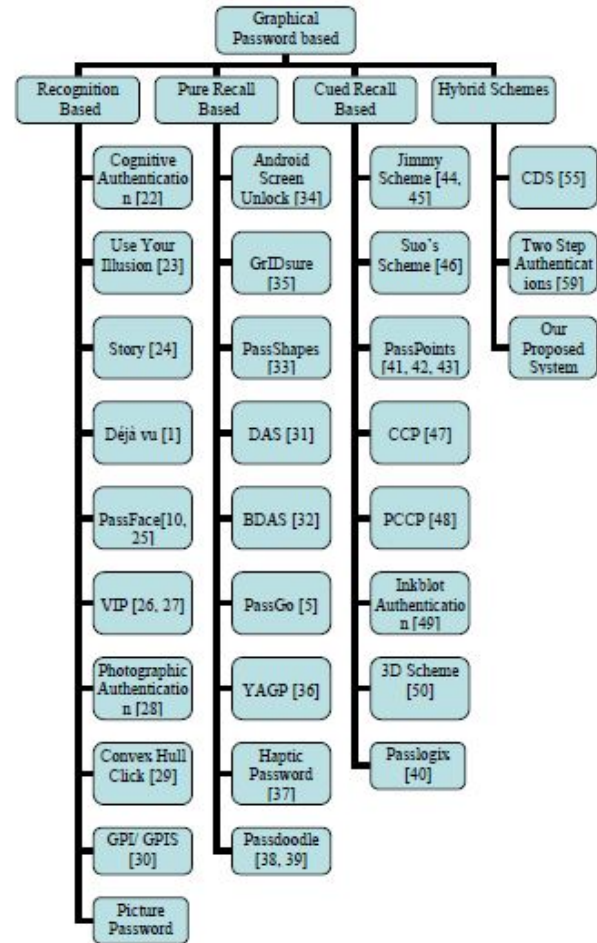 Graphical
Password based
Recognition
Based
Pure Recall
Based
Cued Recall
Based
Hybrid Schemes
Cognitive
Authenticatio
n [22]
Use Your
Illusion [23]
Story [24]
Déjà vu [1]
PassFace[10,
25]
VIP [26, 27]
Photographic
Authenticatio
n [28]
Convex Hull
Click [29]
GPI/ GPIS
[30]
Picture
Password
Android
Screen
Unlock [34]
GrIDsure
[35]
PassShapes
[33]
DAS [31]
BDAS [32]
PassGo [5]
YAGP [36]
Haptic
Password
[37]
Passdoodle
[38, 39]
Jimmy
Scheme [44,
45]
Suo's
Scheme [46]
PassPoints
[41, 42, 43]
CCP [47]
PCCP [48]
Inkblot
Authenticatio
n [49]
3D Scheme
[50]
Passlogix
[40]
CDS [55]
Two Step
Authenticat
ions [59]
Our
Proposed
System